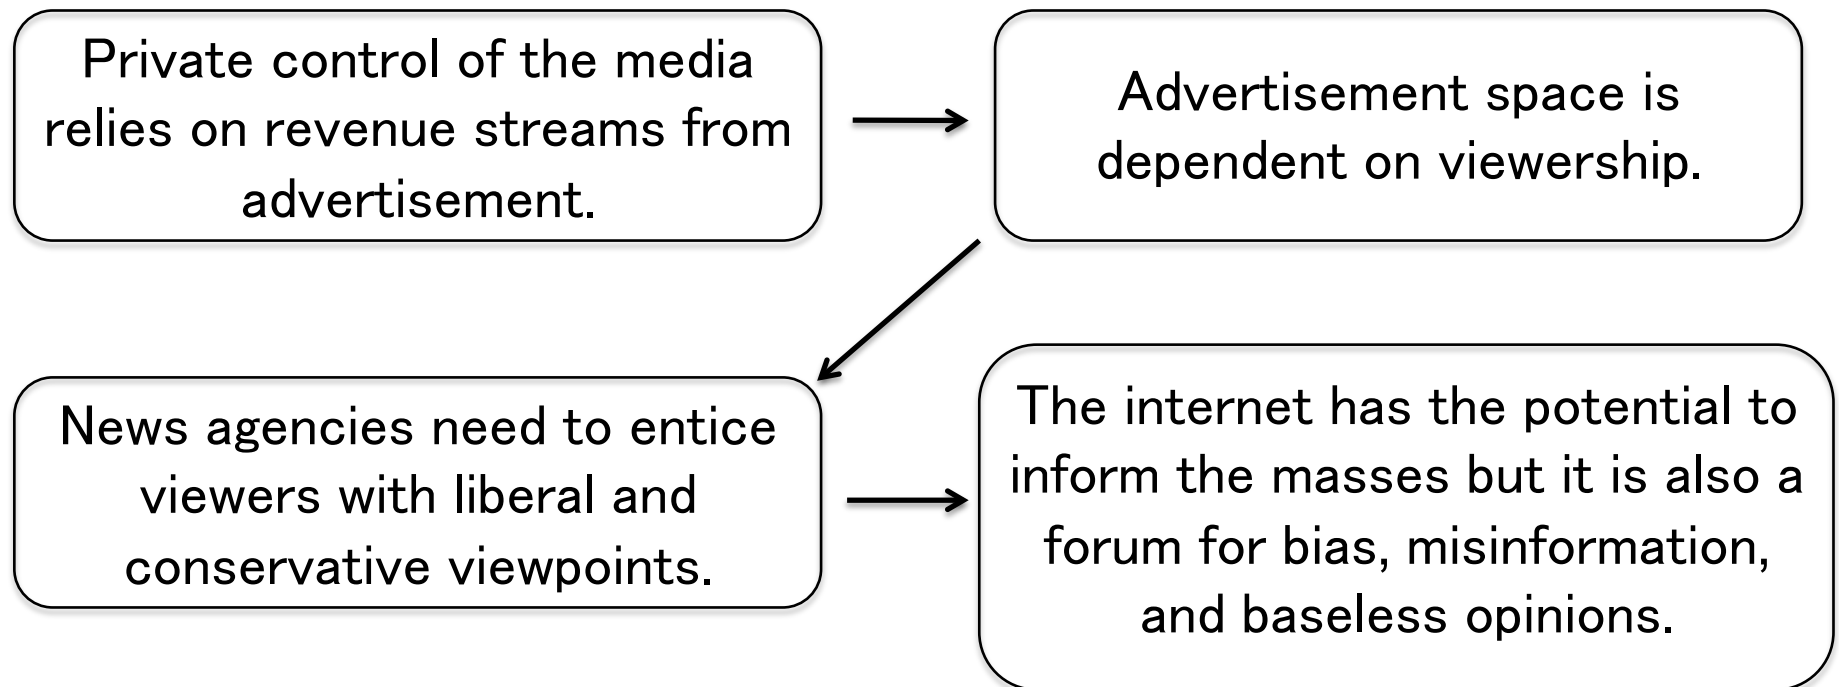 Private control of the media
relies on revenue streams from
advertisement.
Advertisement space is
dependent on viewership.
News agencies need to entice
viewers with liberal and
conservative viewpoints.
The internet has the potential to
inform the masses but it is also a
forum for bias, misinformation,
and baseless opinions.